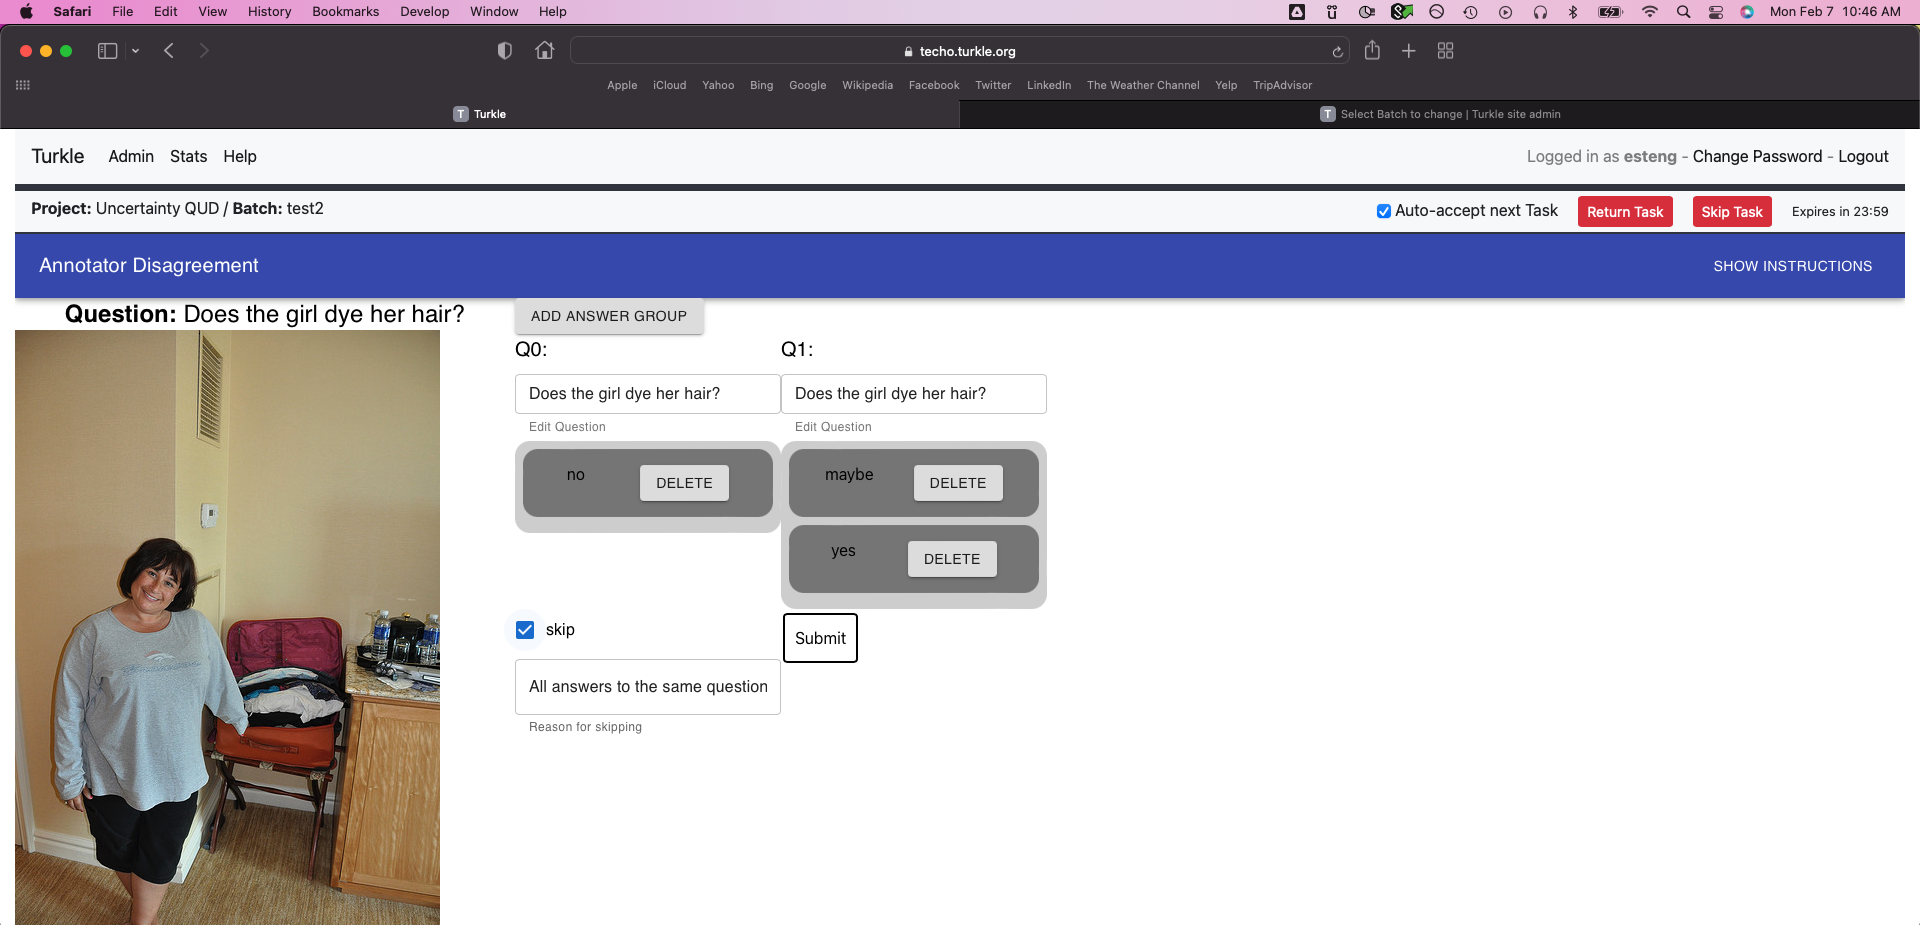 Safari File Edit View History Bookmarks Develop Window Help Mon Feb 7 10:46 AM
techo.turkle.org
Apple iCloud Yahoo Bing Google Wikipedia Facebook Twitter LinkedIn The Weather Channel Yelp TripAdvisor
T Turkle T Select Batch to change | Turkle site admin
Turkle Admin Stats Help Logged in as esteng - Change Password - Logout
Project: Uncertainty QUD / Batch: test2 Auto-accept next Task Return Task Skip Task Expires in 23:59
Annotator Disagreement SHOW INSTRUCTIONS
Question: Does the girl dye her hair? ADD ANSWER GROUP
Q0: Q1:
Does the girl dye her hair? Does the girl dye her hair?
Edit Question Edit Question
no DELETE maybe DELETE
yes DELETE
skip Submit
All answers to the same question
Reason for skipping